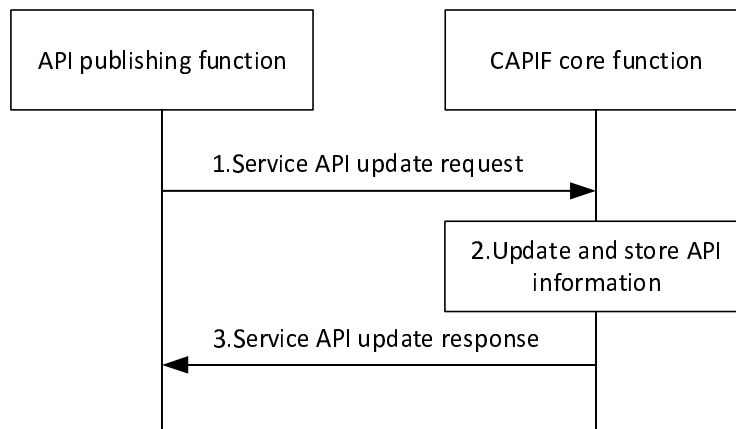 API publishing function
CAPIF core function
1.Service API update request
2.Update and store API
information
3.Service API update response